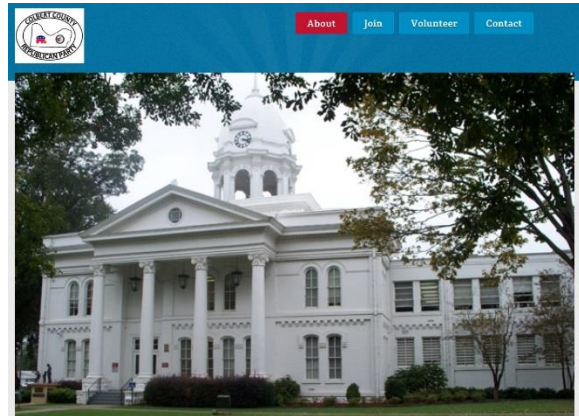 COLBERT COUNTY
REPUBLICAN PARTY
About
Join
Volunteer
Contact